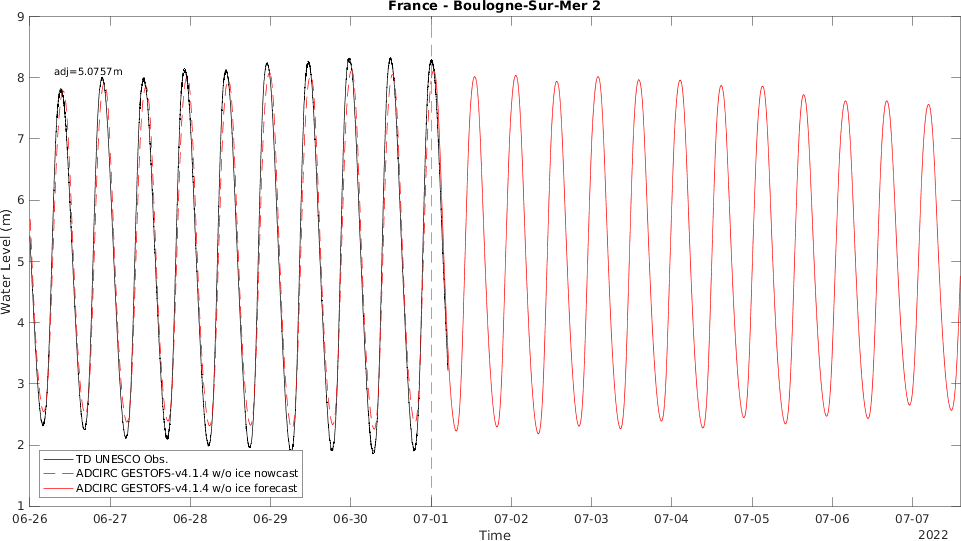 France - Boulogne-Sur-Mer 2
9
8
7
6
5
4
3
2
1
Water Level (m)
adj=5.0757m
TD UNESCO Obs.
ADCIRC GESTOFS-v4.1.4 w/o ice nowcast
ADCIRC GESTOFS-v4.1.4 w/o ice forecast
06-26 06-27 06-28 06-29 06-30 07-01 07-02 07-03 07-04 07-05 07-06 07-07
Time
2022